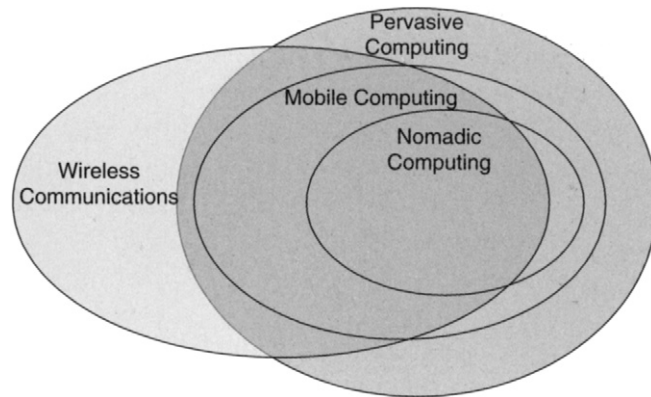 Pervasive
Computing
Mobile Computing
Nomadic
Computing
Wireless
Communications